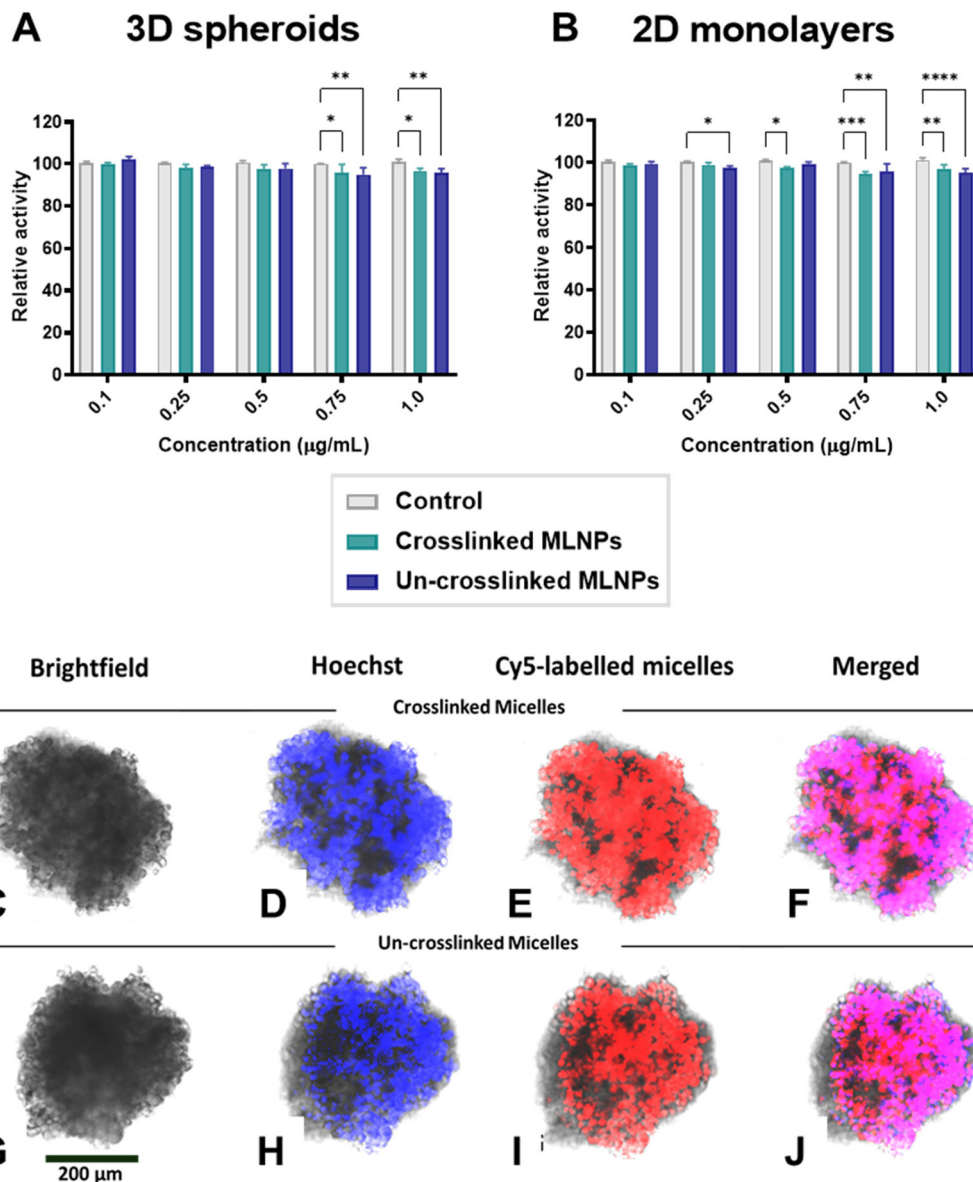 A 3D spheroids
B 2D monolayers
** **
* *
120
100
80
60
40
20
0
Relative activity
0.1 0.25 0.5 0.75 1.0
Concentration (μg/mL)
** ****
* * *** **
120
100
80
60
40
20
0
Relative activity
0.1 0.25 0.5 0.75 1.0
Concentration (μg/mL)
Control
Crosslinked MLNPs
Un-crosslinked MLNPs
Brightfield Hoechst Cy5-labelled micelles Merged
Crosslinked Micelles
C D E F
Un-crosslinked Micelles
G H I J
200 μm